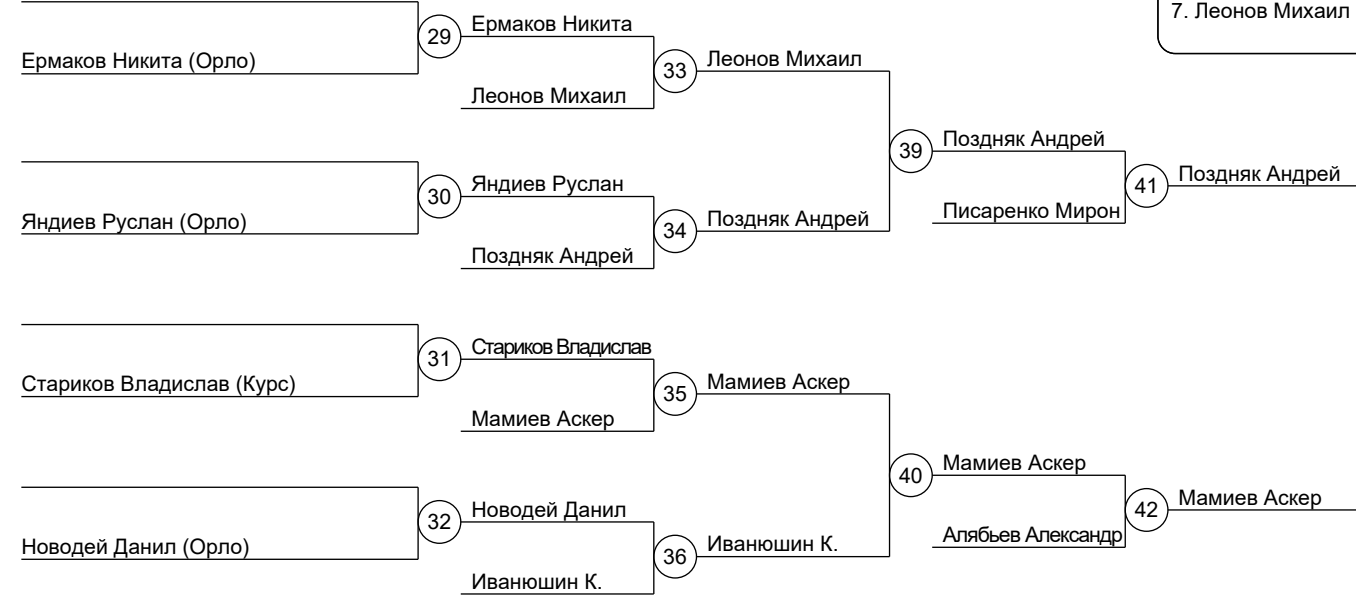 7. Леонов Михаил
29
Ермаков Никита
Ермаков Никита (Орло)
Леонов Михаил
33
Леонов Михаил
39
Поздняк Андрей
30
Яндиев Руслан
Яндиев Руслан (Орло)
Поздняк Андрей
34
Поздняк Андрей
Писаренко Мирон
41
Поздняк Андрей
31
Стариков Владислав
Стариков Владислав (Курс)
Мамиев Аскер
35
Мамиев Аскер
40
Мамиев Аскер
32
Новодей Данил
Новодей Данил (Орло)
Иванюшин К.
36
Иванюшин К.
Алябьев Александр
42
Мамиев Аскер